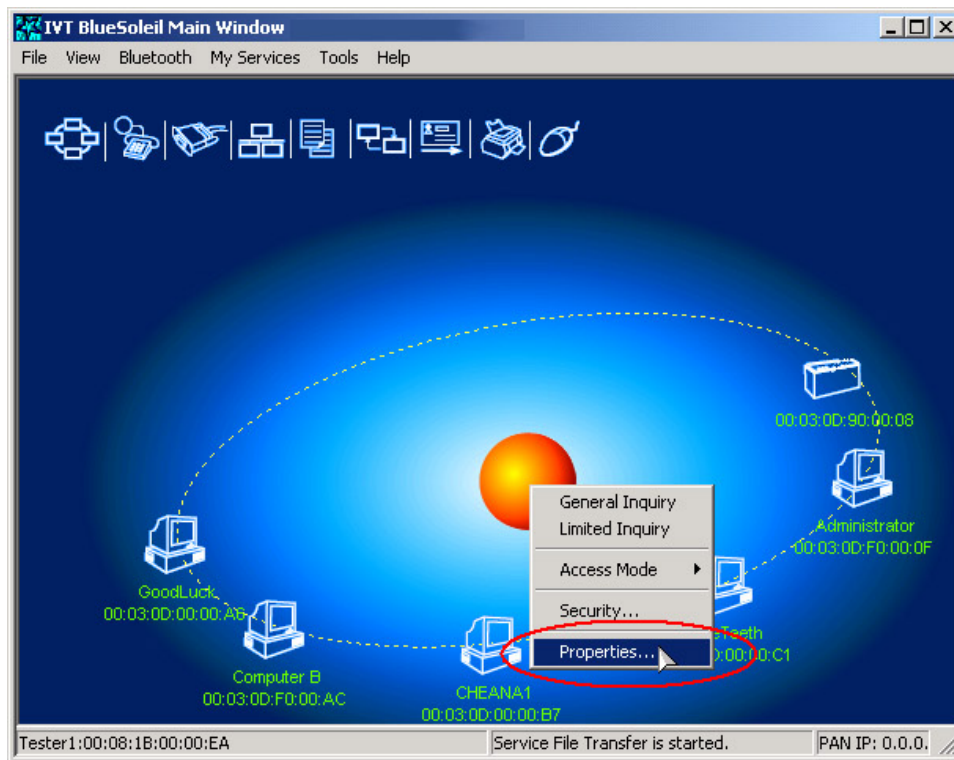 IVT BlueSoleil Main Window
File View Bluetooth My Services Tools Help
00:03:0D:90:00:08
Administrator
00:03:0D:F0:00:0F
General Inquiry
Limited Inquiry
Access Mode
Security...
Properties...
GoodLuck
00:03:0D:00:00:A6
Computer B
00:03:0D:F0:00:AC
CHEANA1
00:03:0D:00:00:B7
eTeeth
D:00:00:C1
Tester1:00:08:1B:00:00:EA
Service File Transfer is started.
PAN IP: 0.0.0.